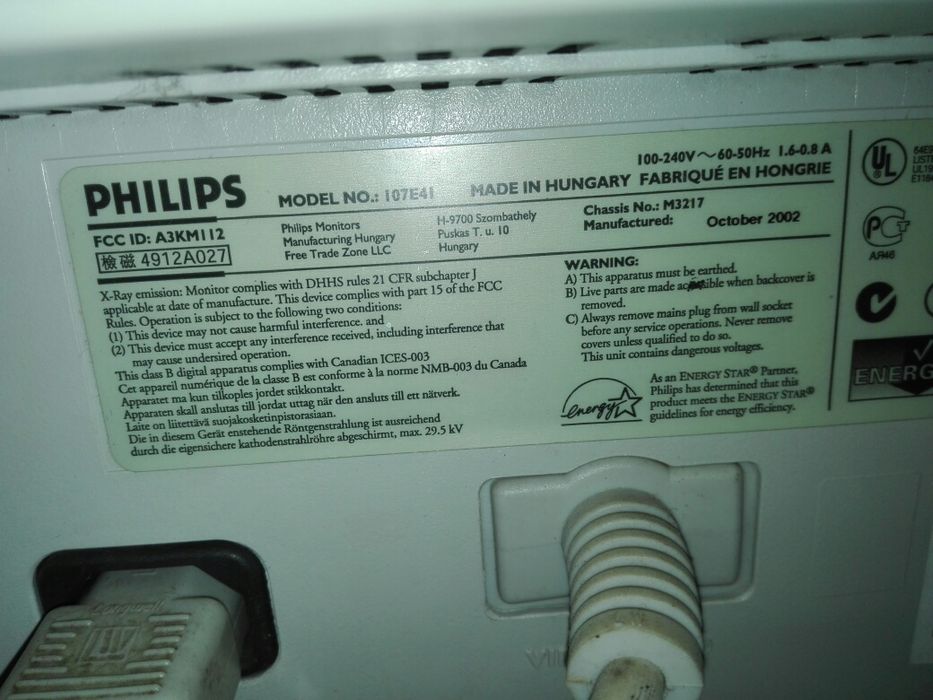 PHILIPS
MODEL NO.: 107E41
MADE IN HUNGARY FABRIQUÉ EN HONGRIE
100-240V～60-50Hz 1.6-0.8 A
FCC ID: A3KM112
檢磁 4912A027
Philips Monitors
Manufacturing Hungary
Free Trade Zone LLC
H-9700 Szombathely
Puskas T. u. 10
Hungary
Chassis No.: M3217
Manufactured: October 2002
X-Ray emission: Monitor complies with DHHS rules 21 CFR subchapter J
applicable at date of manufacture. This device complies with part 15 of the FCC
Rules. Operation is subject to the following two conditions:
(1) This device may not cause harmful interference. and
(2) This device must accept any interference received, including interference that
may cause undersired operation.
This class B digital apparatus complies with Canadian ICES-003
Cet appareil numérique de la classe B est conforme à la norme NMB-003 du Canada
Apparatet ma kun tilkoples jordet stikkontakt.
Apparaten skall anslutas till jordat uttag när den ansluts till ett nätverk.
Laite on liitettävä suojakosketinpistorasiaan.
Die in diesem Gerät enstehende Röntgenstrahlung ist ausreichend
durch die eigensichere kathodenstrahlröhre abgeschirmt, max. 29.5 kV
WARNING:
A) This apparatus must be earthed.
B) Live parts are made accessible when backcover is
removed.
C) Always remove mains plug from wall socket
before any service operations. Never remove
covers unless qualified to do so.
This unit contains dangerous voltages.
energy
As an ENERGY STAR® Partner,
Philips has determined that this
product meets the ENERGY STAR®
guidelines for energy efficiency.
UL
PCT
AR46
ENERG
Longwell